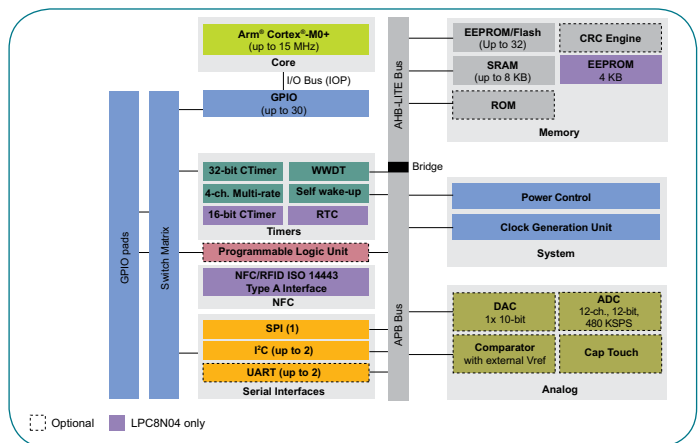 Arm® Cortex®-M0+
(up to 15 MHz)
Core
I/O Bus (IOP)
GPIO
(up to 30)
GPIO pads
Switch Matrix
32-bit CTimer
WWDT
4-ch. Multi-rate
Self wake-up
16-bit CTimer
RTC
Timers
Programmable Logic Unit
NFC/RFID ISO 14443
Type A Interface
NFC
SPI (1)
I²C (up to 2)
UART (up to 2)
Serial Interfaces
AHB-LITE Bus
Bridge
APB Bus
EEPROM/Flash
(Up to 32)
CRC Engine
SRAM
(up to 8 KB)
EEPROM
4 KB
ROM
Memory
Power Control
Clock Generation Unit
System
DAC
1x 10-bit
ADC
12-ch., 12-bit,
480 KSPS
Comparator
with external Vref
Cap Touch
Analog
Optional
LPC8N04 only